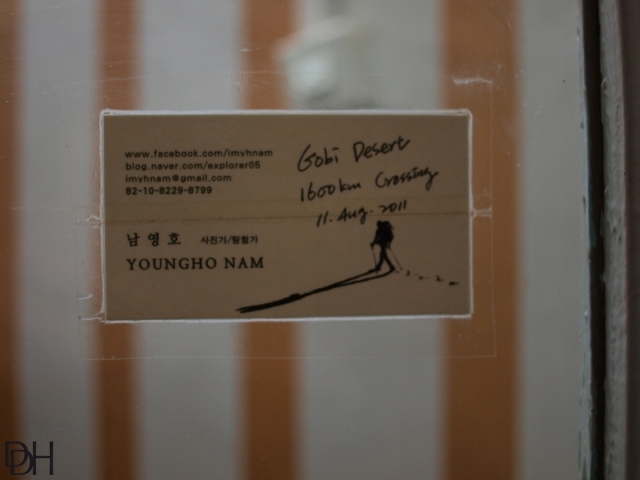 www.facebook.com/imyhnam
blog.naver.com/explorer05
imyhnam@gmail.com
82-10-8229-8799
Gobi Desert
1600km Crossing
11. Aug. 2011
남영호 사진가/탐험가
YOUNGHO NAM
DDH